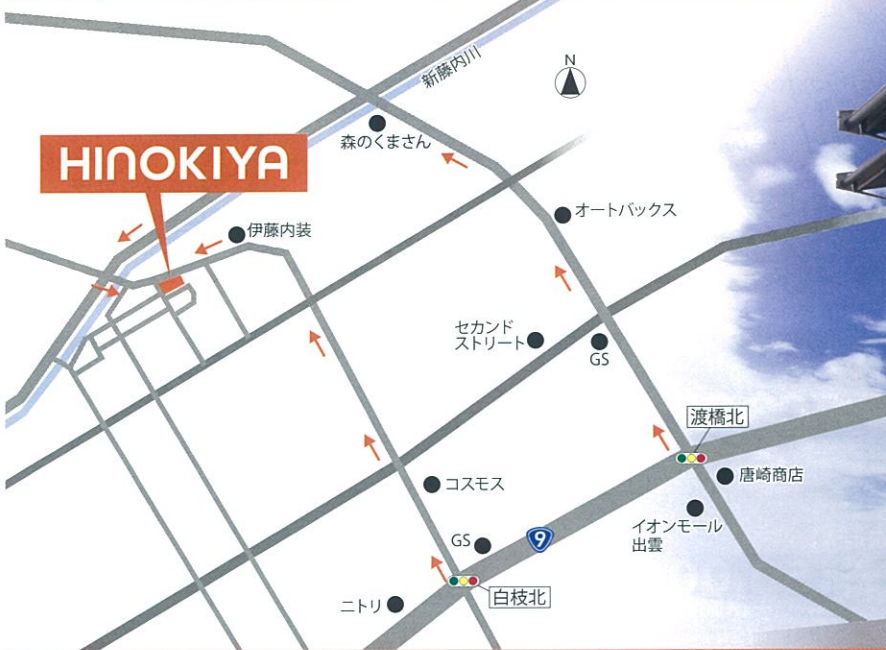 新藤内川
N
森のくまさん
HINOKIYA
オートバックス
伊藤内装
セカンド
ストリート
GS
渡橋北
唐崎商店
コスモス
イオンモール
出雲
GS
9
白枝北
ニトリ